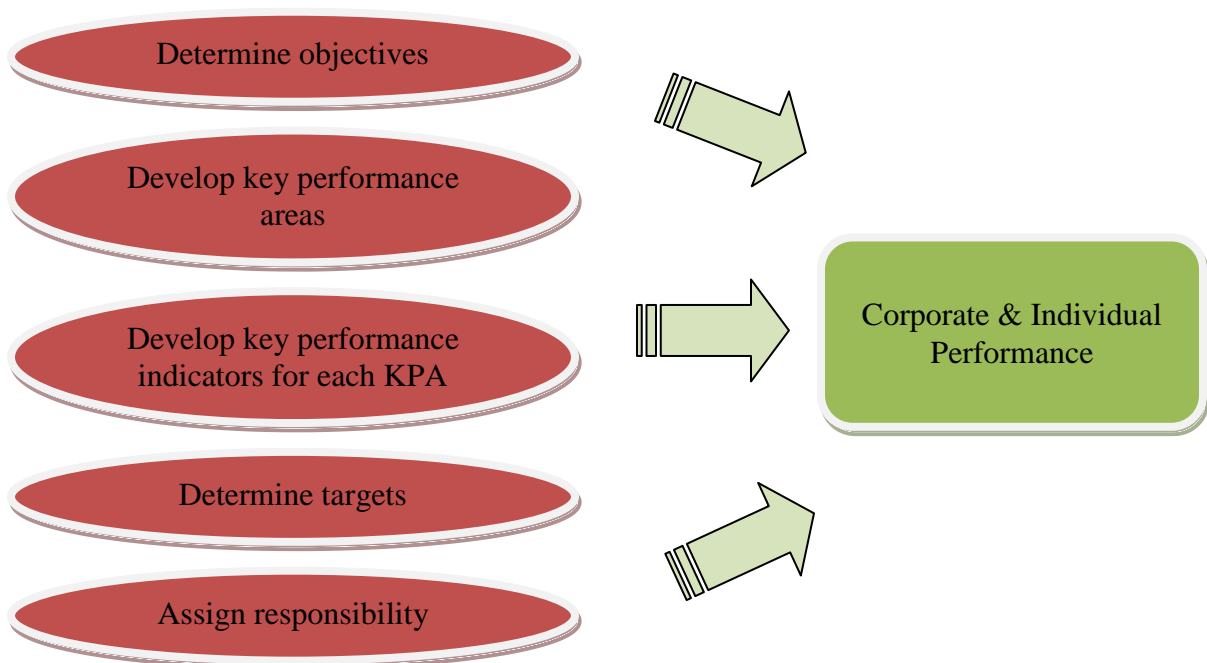 Determine objectives
Develop key performance
areas
Develop key performance
indicators for each KPA
Determine targets
Assign responsibility
Corporate & Individual
Performance